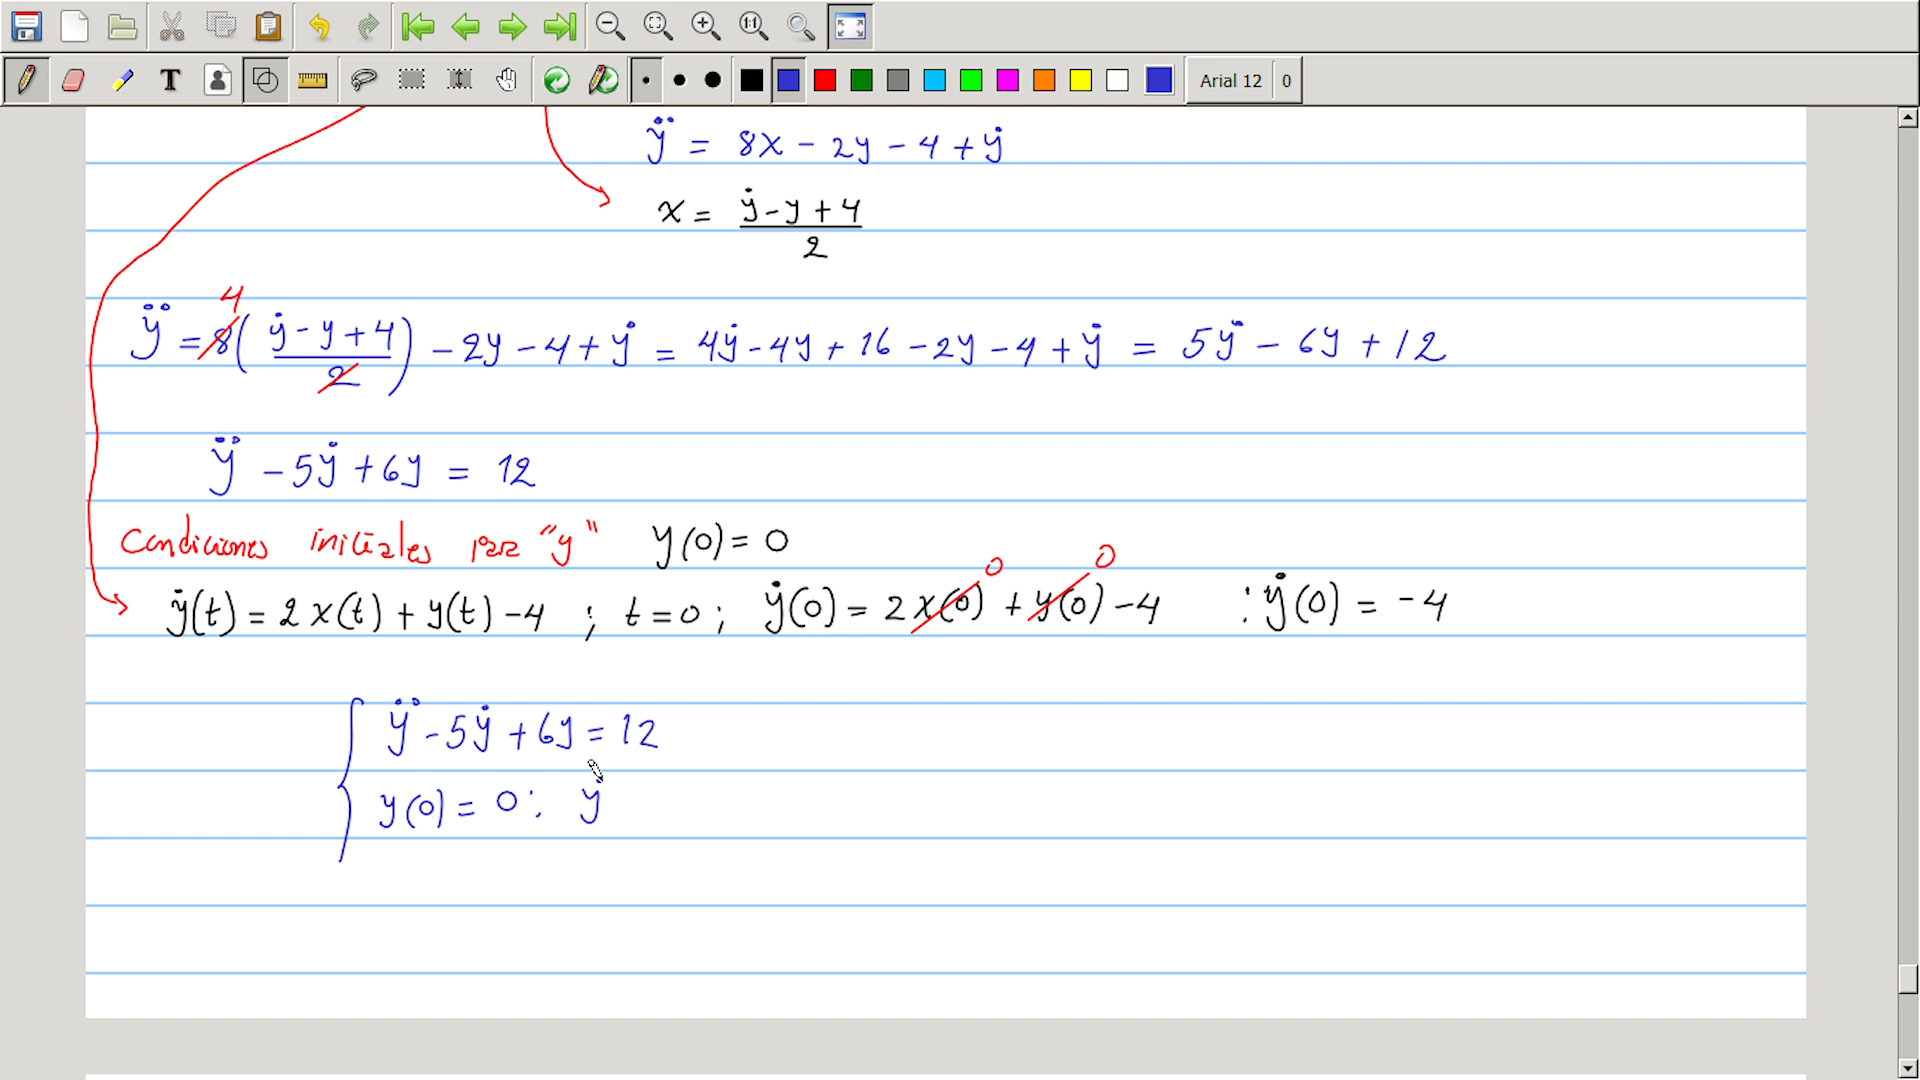 1:1
T
Arial 12 0
ÿ = 8x - 2y - 4 + ẏ
x = (ẏ - y + 4)/2
4
ÿ = 8((ẏ - y + 4)/2) - 2y - 4 + ẏ = 4ẏ - 4y + 16 - 2y - 4 + ẏ = 5ẏ - 6y + 12
ÿ - 5ẏ + 6y = 12
Condiciones iniciales para "y" y(0) = 0
0 0
ẏ(t) = 2x(t) + y(t) - 4 ; t = 0 ; ẏ(0) = 2x(0) + y(0) - 4 : ẏ(0) = -4
ÿ - 5ẏ + 6y = 12
y(0) = 0 ; ẏ